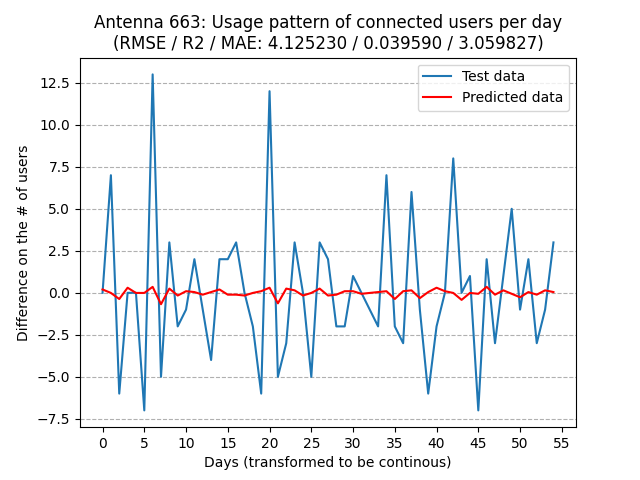 Antenna 663: Usage pattern of connected users per day
(RMSE / R2 / MAE: 4.125230 / 0.039590 / 3.059827)
Test data
Predicted data
Difference on the # of users
12.5
10.0
7.5
5.0
2.5
0.0
−2.5
−5.0
−7.5
0 5 10 15 20 25 30 35 40 45 50 55
Days (transformed to be continous)